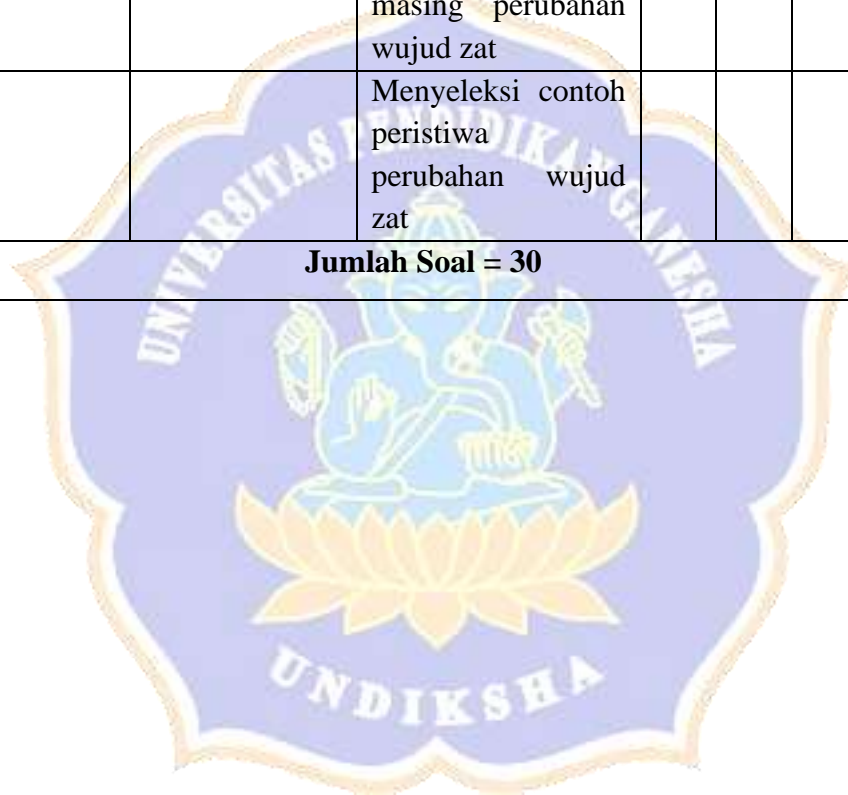 masing perubahan
wujud zat
Menyeleksi contoh
peristiwa
perubahan wujud
zat
Jumlah Soal = 30
UNIVERSITAS PENDIDIKAN GANESHA
UNDIKSHA